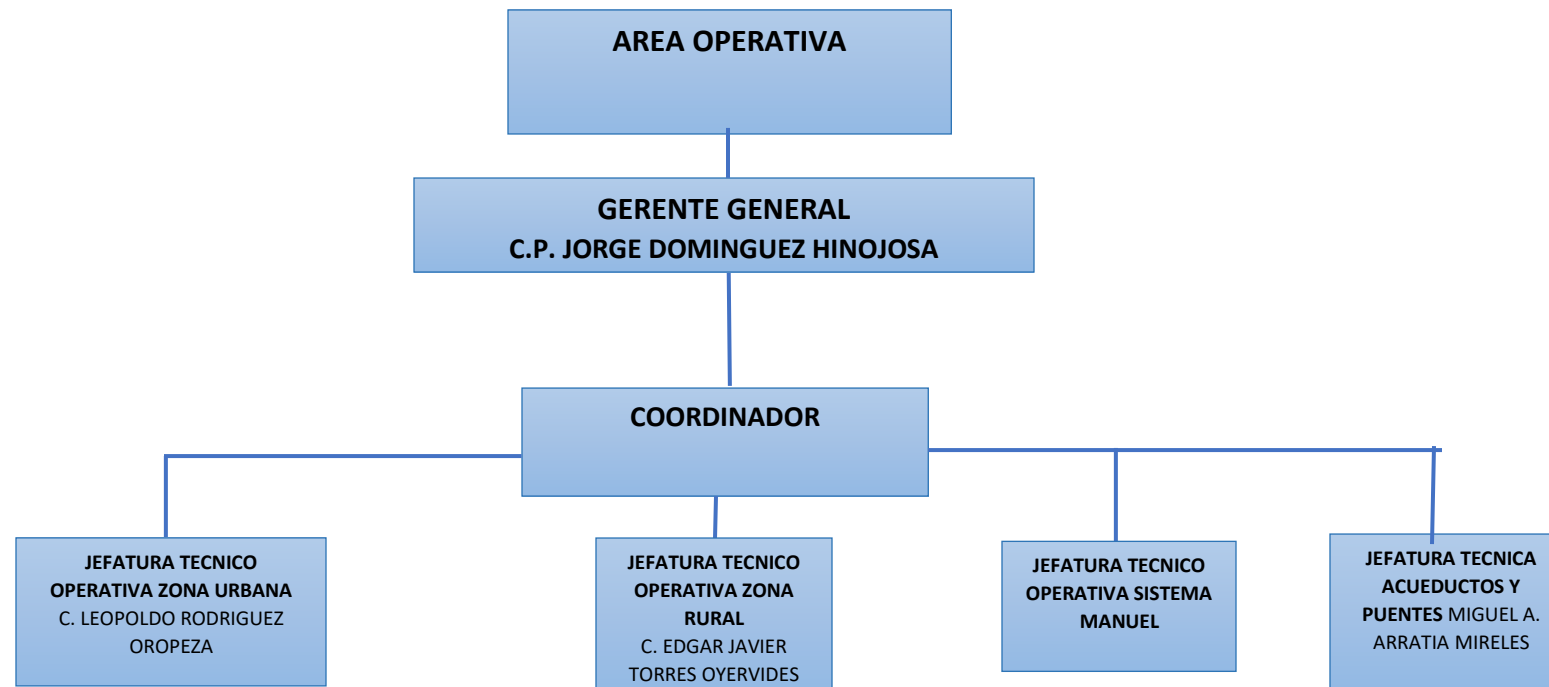 AREA OPERATIVA
GERENTE GENERAL
C.P. JORGE DOMINGUEZ HINOJOSA
COORDINADOR
JEFATURA TECNICO
OPERATIVA ZONA URBANA
C. LEOPOLDO RODRIGUEZ
OROPEZA
JEFATURA TECNICO
OPERATIVA ZONA
RURAL
C. EDGAR JAVIER
TORRES OYERVIDES
JEFATURA TECNICO
OPERATIVA SISTEMA
MANUEL
JEFATURA TECNICA
ACUEDUCTOS Y
PUENTES MIGUEL A.
ARRATIA MIRELES